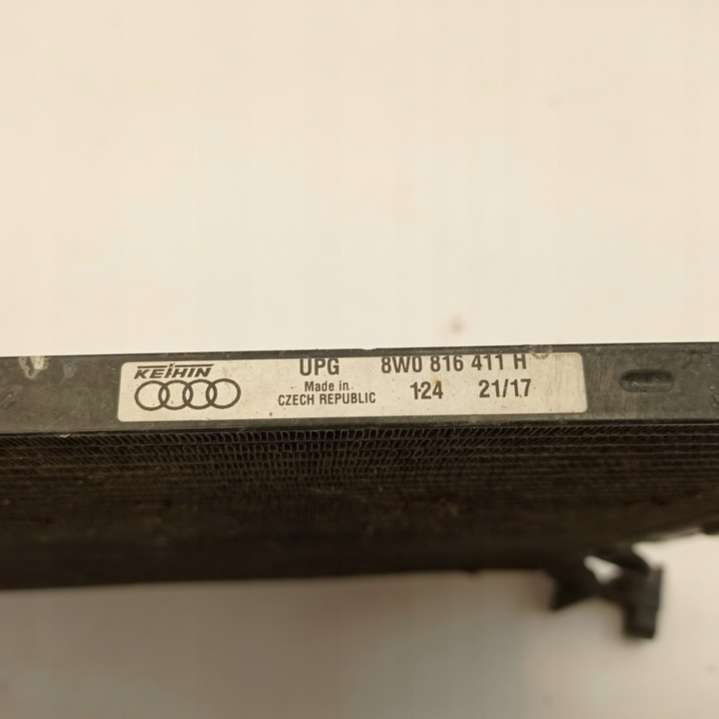 KEIHIN UPG 8W0 816 411 H
Made in 124 21/17
CZECH REPUBLIC